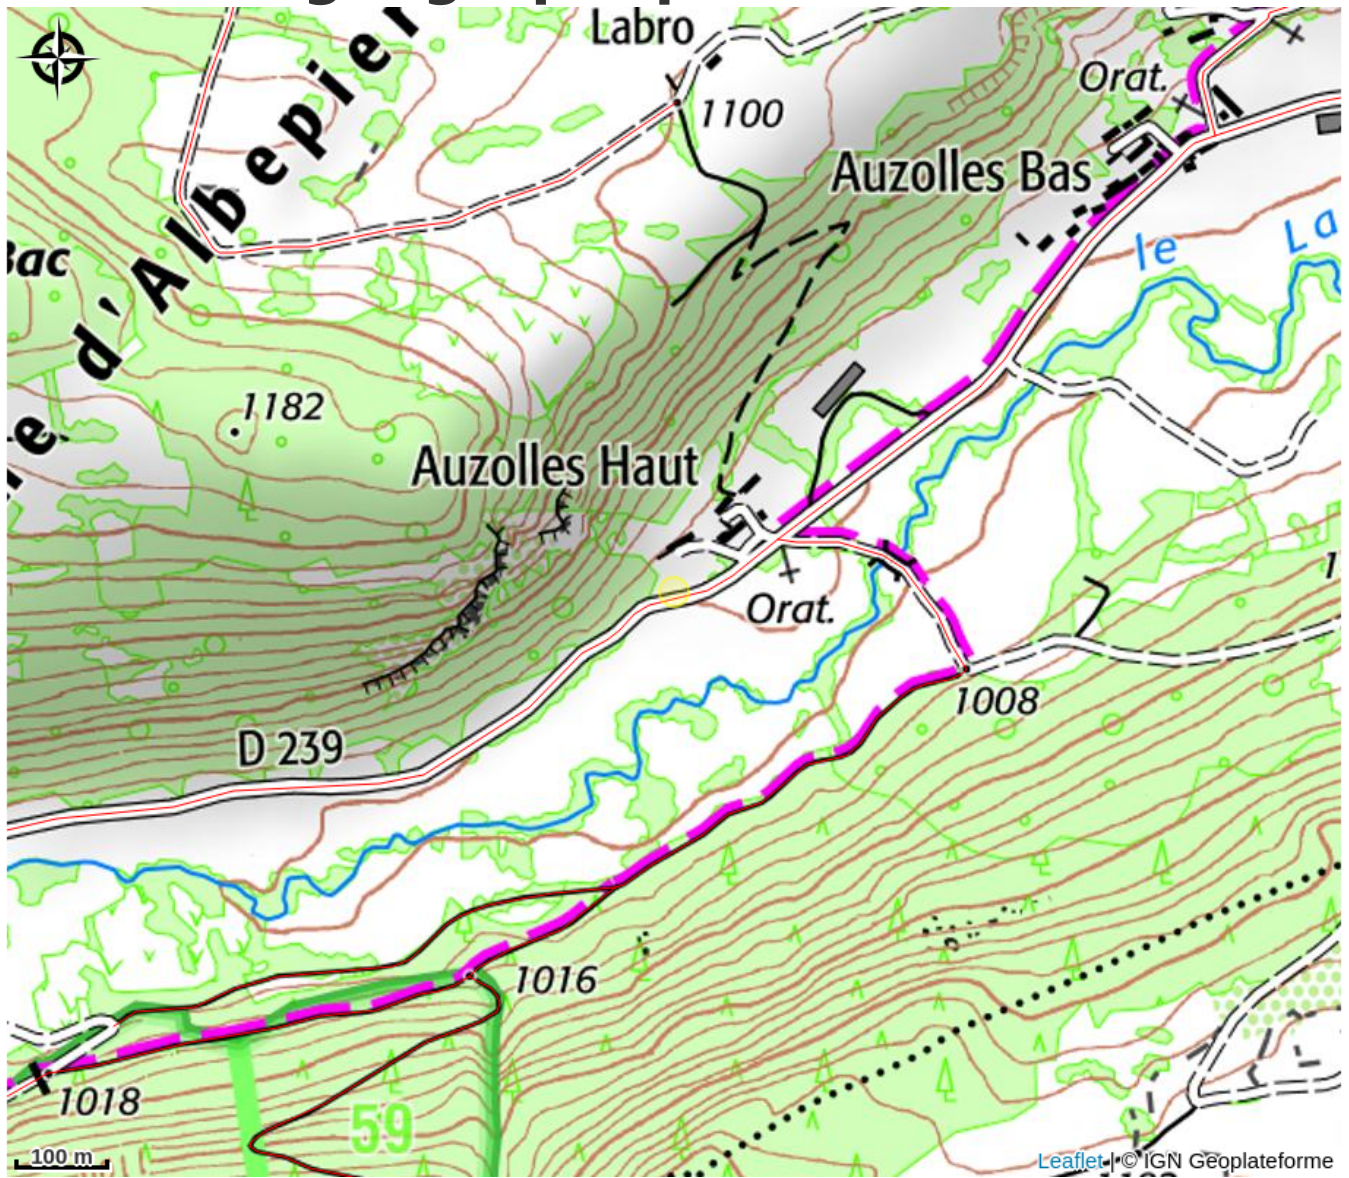 Labro
1100
Orat.
Auzolles Bas
d'Albepier
le La
Bac
1182
Auzolles Haut
Orat.
1008
D 239
1016
1018
59
100 m
Leaflet | © IGN Geoplateforme